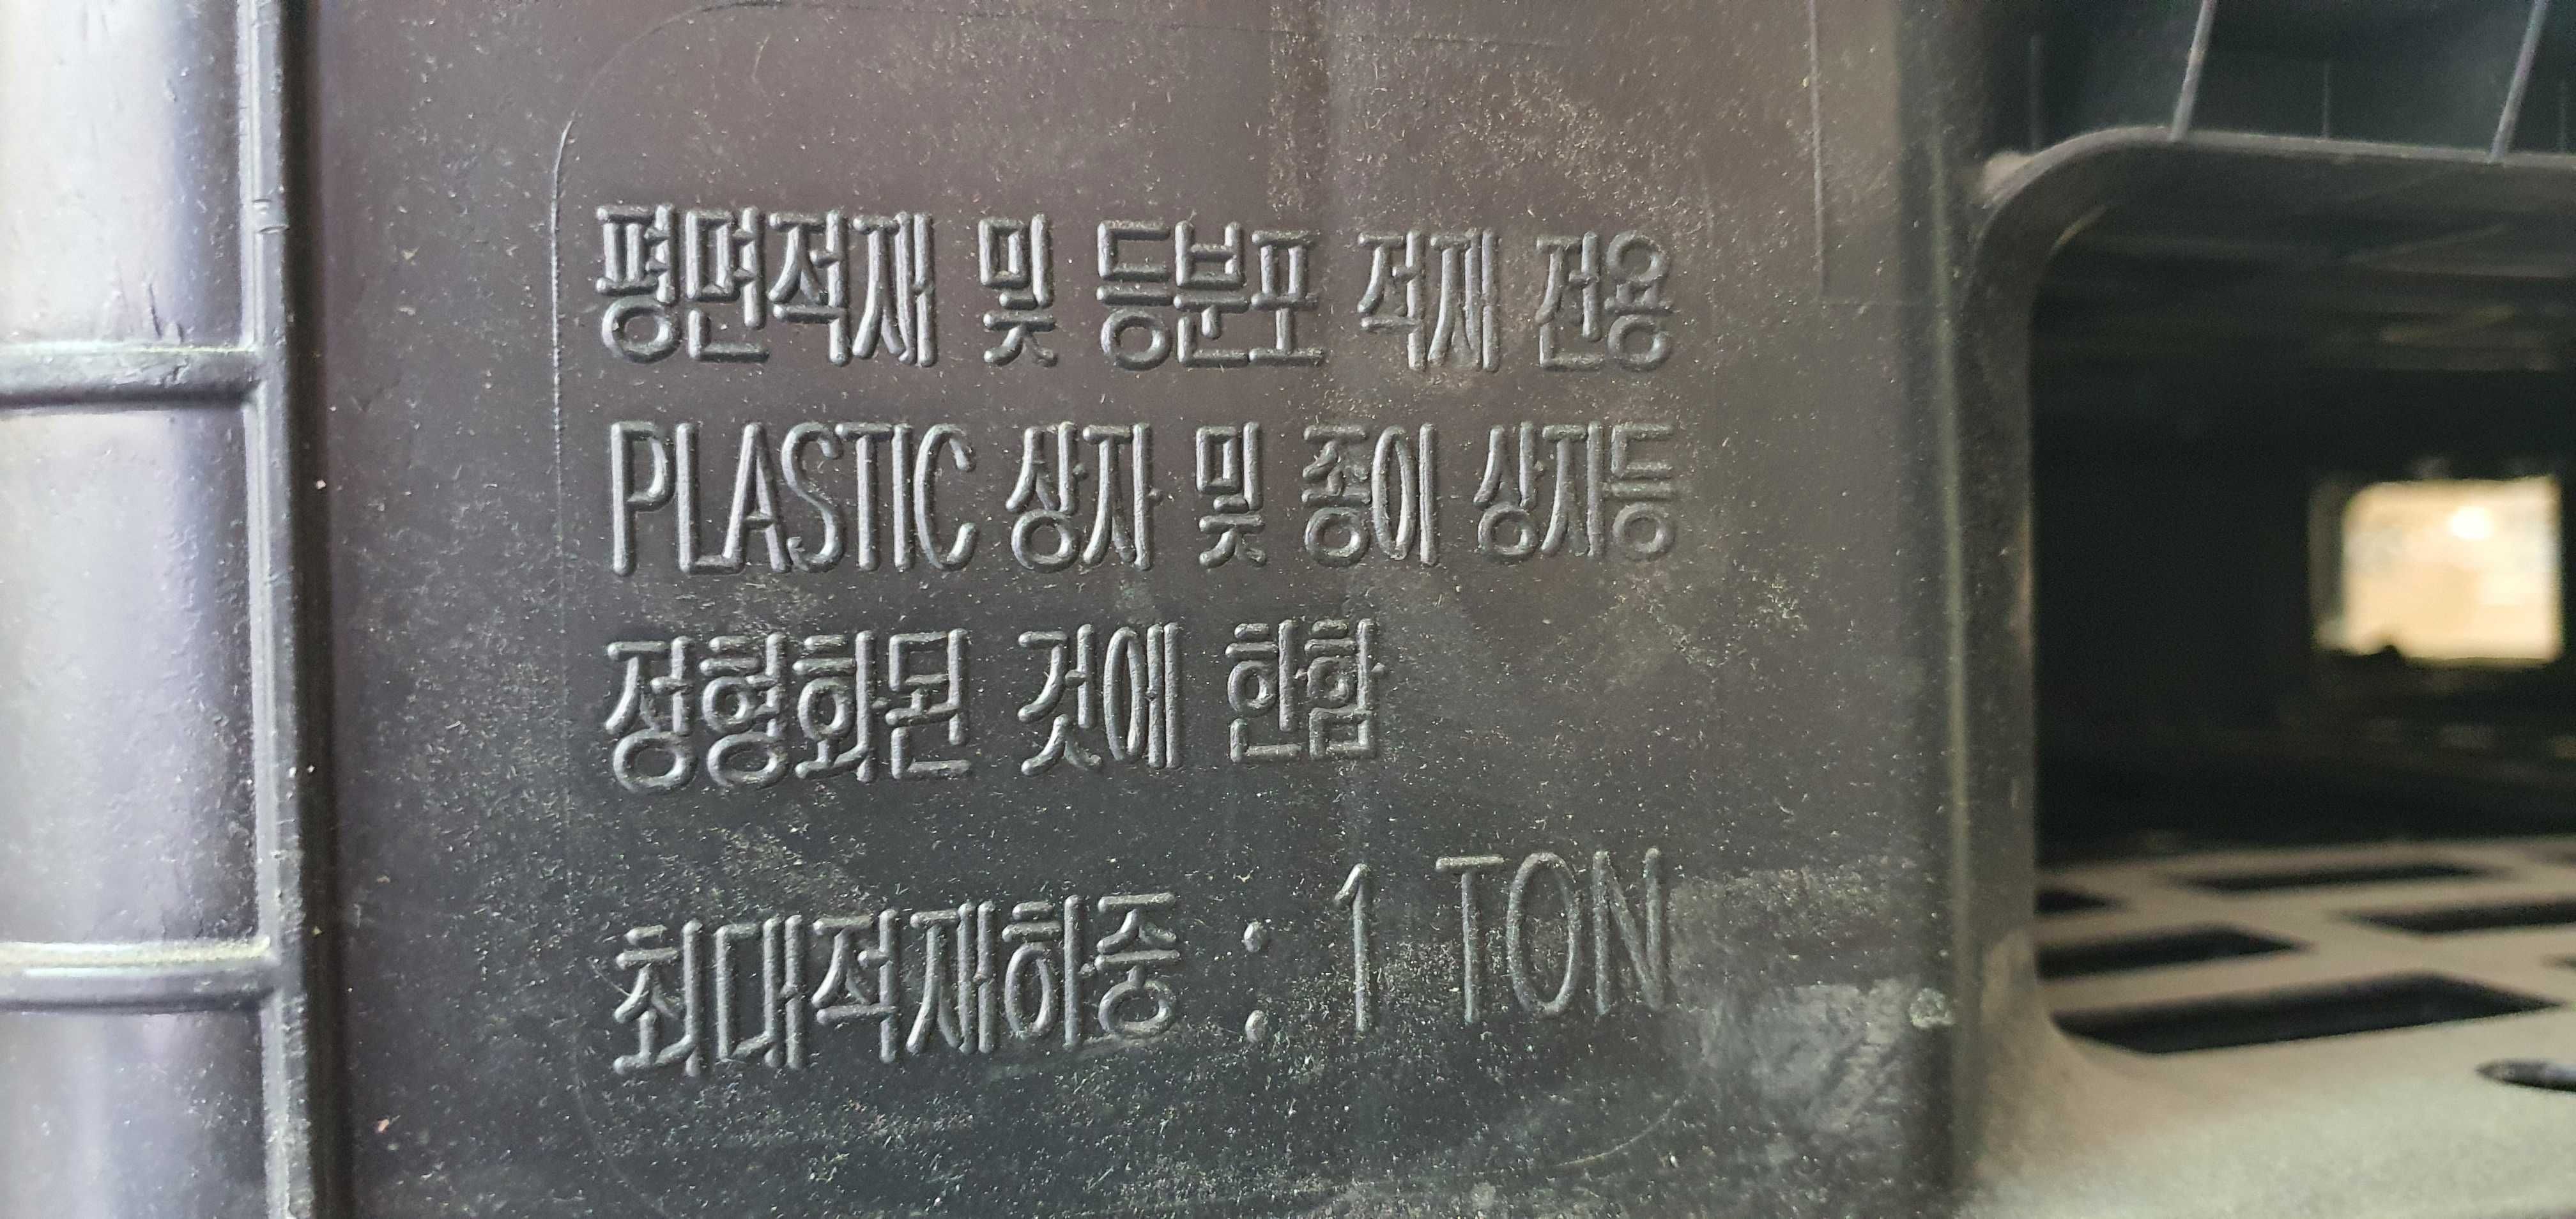 평면적재 및 등분포 적재 전용
PLASTIC 상자 및 종이 상자등
정형화된 것에 한함
최대적재하중 : 1 TON